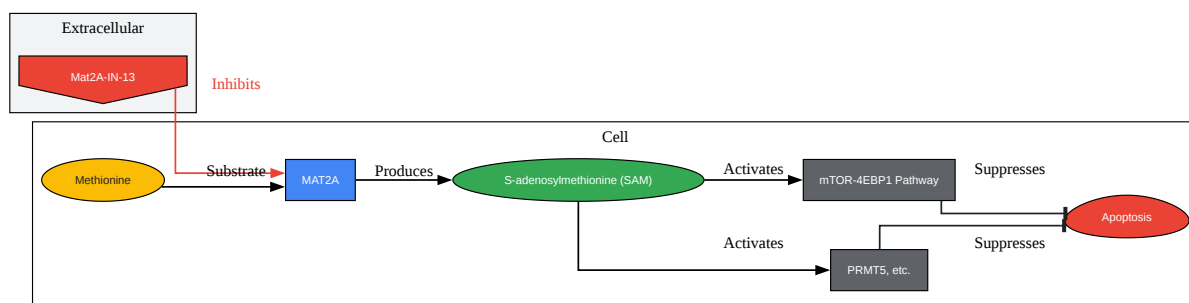 Extracellular
Mat2A-IN-13
Inhibits
Cell
Methionine
Substrate
MAT2A
Produces
S-adenosylmethionine (SAM)
Activates
mTOR-4EBP1 Pathway
Suppresses
Apoptosis
Activates
PRMT5, etc.
Suppresses